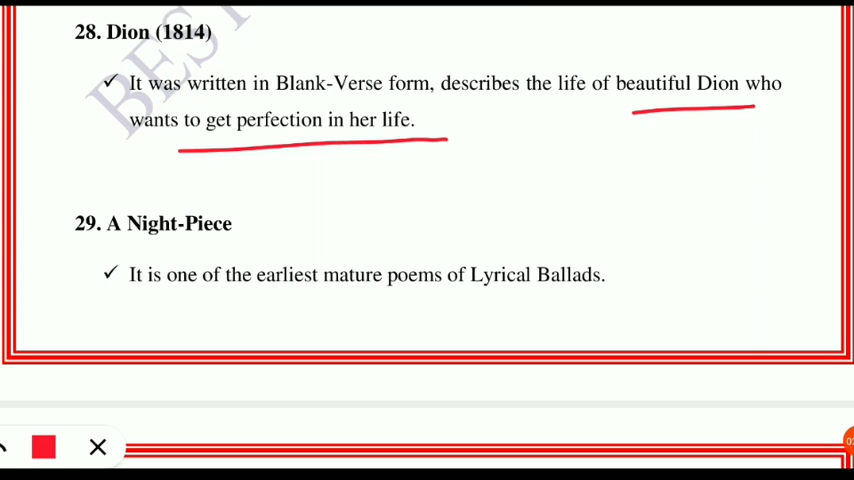 28. Dion (1814)
✓ It was written in Blank-Verse form, describes the life of beautiful Dion who
wants to get perfection in her life.
29. A Night-Piece
✓ It is one of the earliest mature poems of Lyrical Ballads.
BEST